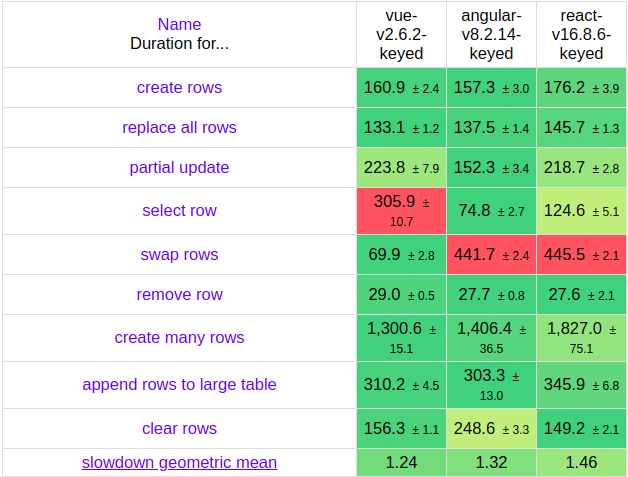 Name
Duration for...
vue-
v2.6.2-
keyed
angular-
v8.2.14-
keyed
react-
v16.8.6-
keyed
create rows
160.9 ± 2.4
157.3 ± 3.0
176.2 ± 3.9
replace all rows
133.1 ± 1.2
137.5 ± 1.4
145.7 ± 1.3
partial update
223.8 ± 7.9
152.3 ± 3.4
218.7 ± 2.8
select row
305.9 ±
10.7
74.8 ± 2.7
124.6 ± 5.1
swap rows
69.9 ± 2.8
441.7 ± 2.4
445.5 ± 2.1
remove row
29.0 ± 0.5
27.7 ± 0.8
27.6 ± 2.1
create many rows
1,300.6 ±
15.1
1,406.4 ±
36.5
1,827.0 ±
75.1
append rows to large table
310.2 ± 4.5
303.3 ±
13.0
345.9 ± 6.8
clear rows
156.3 ± 1.1
248.6 ± 3.3
149.2 ± 2.1
slowdown geometric mean
1.24
1.32
1.46